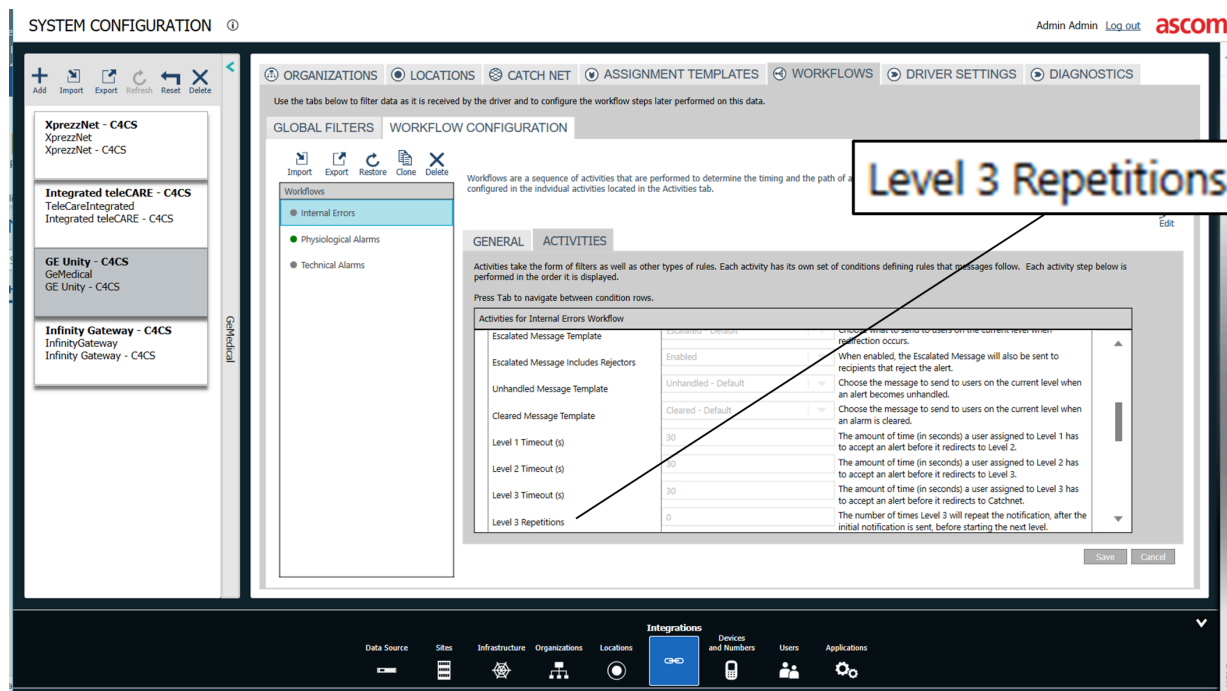 SYSTEM CONFIGURATION
Admin Admin Log out ascom
Add Import Export Refresh Reset Delete
XprezzNet - C4CS
XprezzNet
XprezzNet - C4CS
Integrated teleCARE - C4CS
TeleCareIntegrated
Integrated teleCARE - C4CS
GE Unity - C4CS
GeMedical
GE Unity - C4CS
Infinity Gateway - C4CS
InfinityGateway
Infinity Gateway - C4CS
GeMedical
ORGANIZATIONS LOCATIONS CATCH NET ASSIGNMENT TEMPLATES WORKFLOWS DRIVER SETTINGS DIAGNOSTICS
Use the tabs below to filter data as it is received by the driver and to configure the workflow steps later performed on this data.
GLOBAL FILTERS WORKFLOW CONFIGURATION
Import Export Restore Clone Delete
Workflows
Internal Errors
Physiological Alarms
Technical Alarms
Workflows are a sequence of activities that are performed to determine the timing and the path of a
configured in the indvidual activities located in the Activities tab.
Level 3 Repetitions
Edit
GENERAL ACTIVITIES
Activities take the form of filters as well as other types of rules. Each activity has its own set of conditions defining rules that messages follow. Each activity step below is
performed in the order it is displayed.
Press Tab to navigate between condition rows.
Activities for Internal Errors Workflow
Escalated Message Template Escalated - Default Choose what to send to users on the current level when
redirection occurs.
Escalated Message Includes Rejectors Enabled When enabled, the Escalated Message will also be sent to
recipients that reject the alert.
Unhandled Message Template Unhandled - Default Choose the message to send to users on the current level when
an alert becomes unhandled.
Cleared Message Template Cleared - Default Choose the message to send to users on the current level when
an alarm is cleared.
Level 1 Timeout (s) 30 The amount of time (in seconds) a user assigned to Level 1 has
to accept an alert before it redirects to Level 2.
Level 2 Timeout (s) 30 The amount of time (in seconds) a user assigned to Level 2 has
to accept an alert before it redirects to Level 3.
Level 3 Timeout (s) 30 The amount of time (in seconds) a user assigned to Level 3 has
to accept an alert before it redirects to Catchnet.
Level 3 Repetitions 0 The number of times Level 3 will repeat the notification, after the
initial notification is sent, before starting the next level.
Save Cancel
Data Source Sites Infrastructure Organizations Locations Integrations Devices and Numbers Users Applications